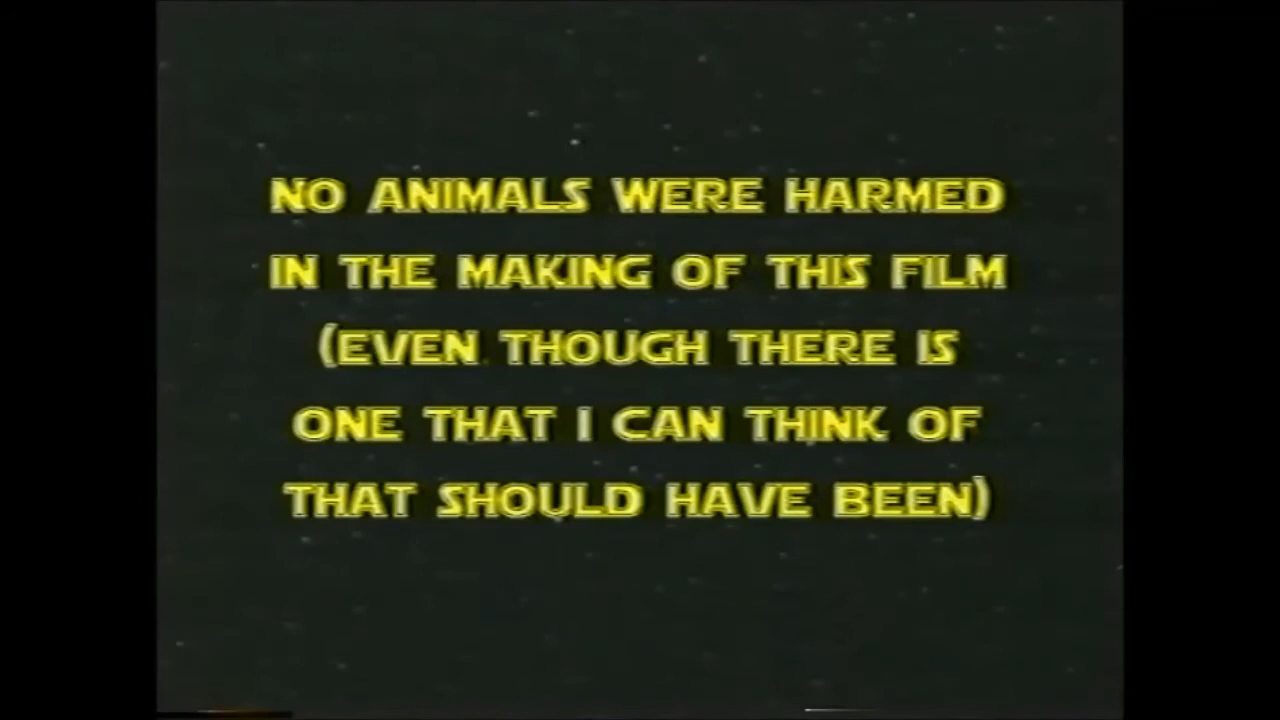 NO ANIMALS WERE HARMED
IN THE MAKING OF THIS FILM
(EVEN THOUGH THERE IS
ONE THAT I CAN THINK OF
THAT SHOULD HAVE BEEN)